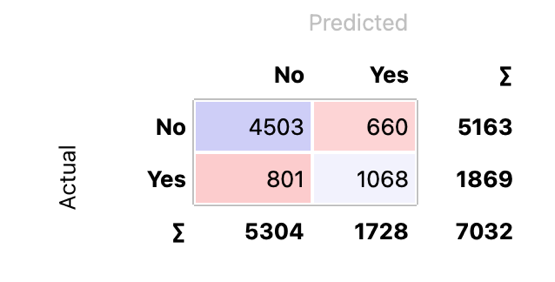 Predicted
No Yes ∑
No 4503 660 5163
Actual
Yes 801 1068 1869
∑ 5304 1728 7032